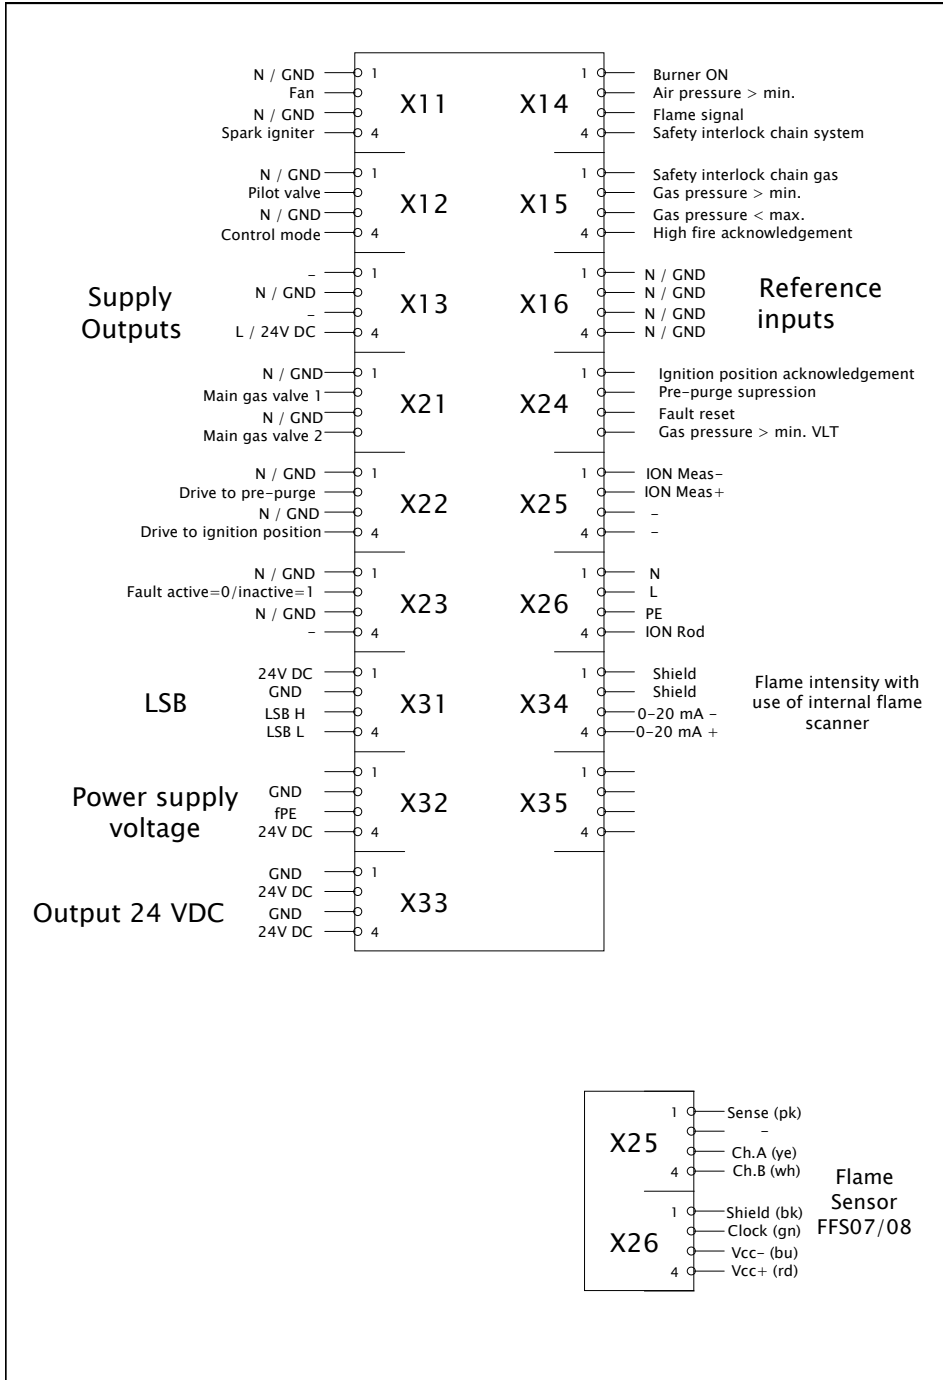 N / GND 1 X11 X14 1 Burner ON
Fan Air pressure > min.
N / GND Flame signal
Spark igniter 4 4 Safety interlock chain system
N / GND 1 X12 X15 1 Safety interlock chain gas
Pilot valve Gas pressure > min.
N / GND Gas pressure < max.
Control mode 4 4 High fire acknowledgement
Supply
Outputs
– 1 X13 X16 1 N / GND
N / GND N / GND
– N / GND
L / 24V DC 4 4 N / GND
Reference
inputs
N / GND 1 X21 X24 1 Ignition position acknowledgement
Main gas valve 1 Pre-purge supression
N / GND Fault reset
Main gas valve 2 Gas pressure > min. VLT
N / GND 1 X22 X25 1 ION Meas-
Drive to pre-purge ION Meas+
N / GND –
Drive to ignition position 4 4 –
N / GND 1 X23 X26 1 N
Fault active=0/inactive=1 L
N / GND PE
– 4 4 ION Rod
LSB
24V DC 1 X31 X34 1 Shield
GND Shield
LSB H 0-20 mA -
LSB L 4 4 0-20 mA +
Flame intensity with
use of internal flame
scanner
Power supply
voltage
1 X32 X35 1
GND
fPE
24V DC 4 4
Output 24 VDC
GND 1 X33
24V DC
GND
24V DC 4
X25 1 Sense (pk)
–
Ch.A (ye)
4 Ch.B (wh)
X26 1 Shield (bk)
Clock (gn)
Vcc- (bu)
4 Vcc+ (rd)
Flame
Sensor
FFS07/08